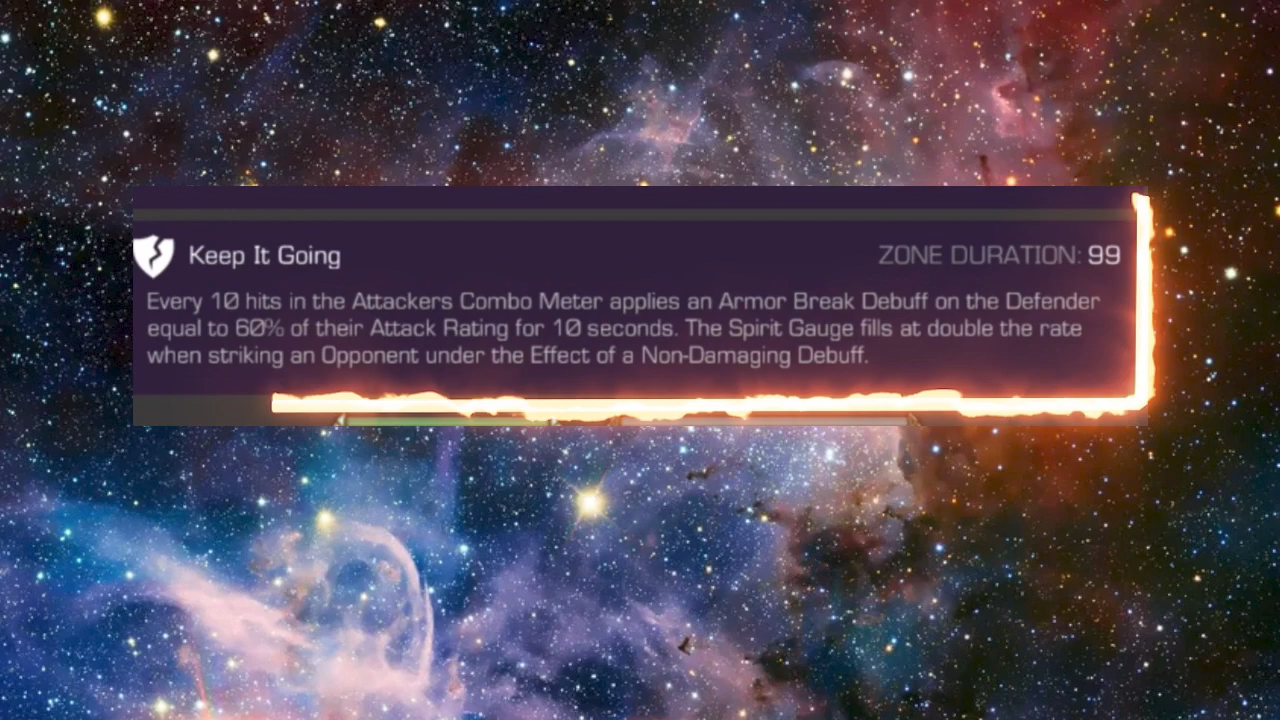 Keep It Going
ZONE DURATION: 99
Every 10 hits in the Attackers Combo Meter applies an Armor Break Debuff on the Defender
equal to 60% of their Attack Rating for 10 seconds. The Spirit Gauge fills at double the rate
when striking an Opponent under the Effect of a Non-Damaging Debuff.